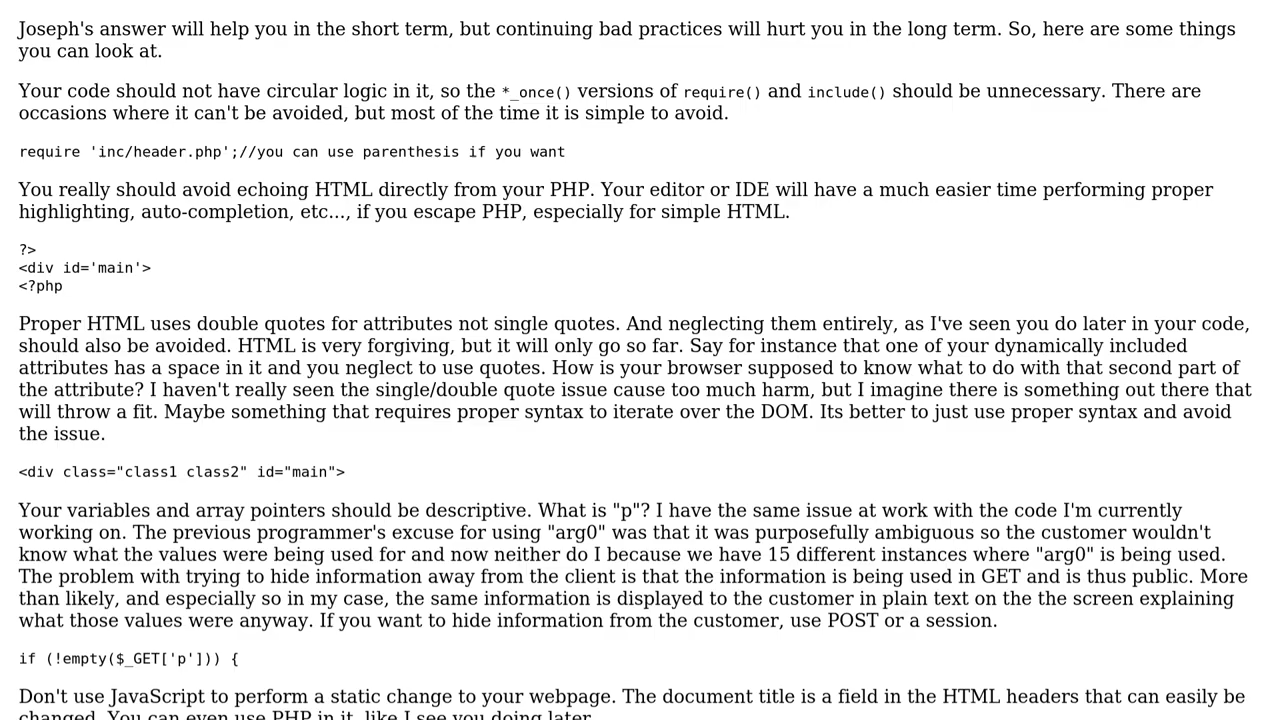 Joseph's answer will help you in the short term, but continuing bad practices will hurt you in the long term. So, here are some things
you can look at.
Your code should not have circular logic in it, so the *_once() versions of require() and include() should be unnecessary. There are
occasions where it can't be avoided, but most of the time it is simple to avoid.
require 'inc/header.php';//you can use parenthesis if you want
You really should avoid echoing HTML directly from your PHP. Your editor or IDE will have a much easier time performing proper
highlighting, auto-completion, etc..., if you escape PHP, especially for simple HTML.
?>
<div id='main'>
<?php
Proper HTML uses double quotes for attributes not single quotes. And neglecting them entirely, as I've seen you do later in your code,
should also be avoided. HTML is very forgiving, but it will only go so far. Say for instance that one of your dynamically included
attributes has a space in it and you neglect to use quotes. How is your browser supposed to know what to do with that second part of
the attribute? I haven't really seen the single/double quote issue cause too much harm, but I imagine there is something out there that
will throw a fit. Maybe something that requires proper syntax to iterate over the DOM. Its better to just use proper syntax and avoid
the issue.
<div class="class1 class2" id="main">
Your variables and array pointers should be descriptive. What is "p"? I have the same issue at work with the code I'm currently
working on. The previous programmer's excuse for using "arg0" was that it was purposefully ambiguous so the customer wouldn't
know what the values were being used for and now neither do I because we have 15 different instances where "arg0" is being used.
The problem with trying to hide information away from the client is that the information is being used in GET and is thus public. More
than likely, and especially so in my case, the same information is displayed to the customer in plain text on the the screen explaining
what those values were anyway. If you want to hide information from the customer, use POST or a session.
if (!empty($_GET['p'])) {
Don't use JavaScript to perform a static change to your webpage. The document title is a field in the HTML headers that can easily be
changed. You can even use PHP in it, like I see you doing later.